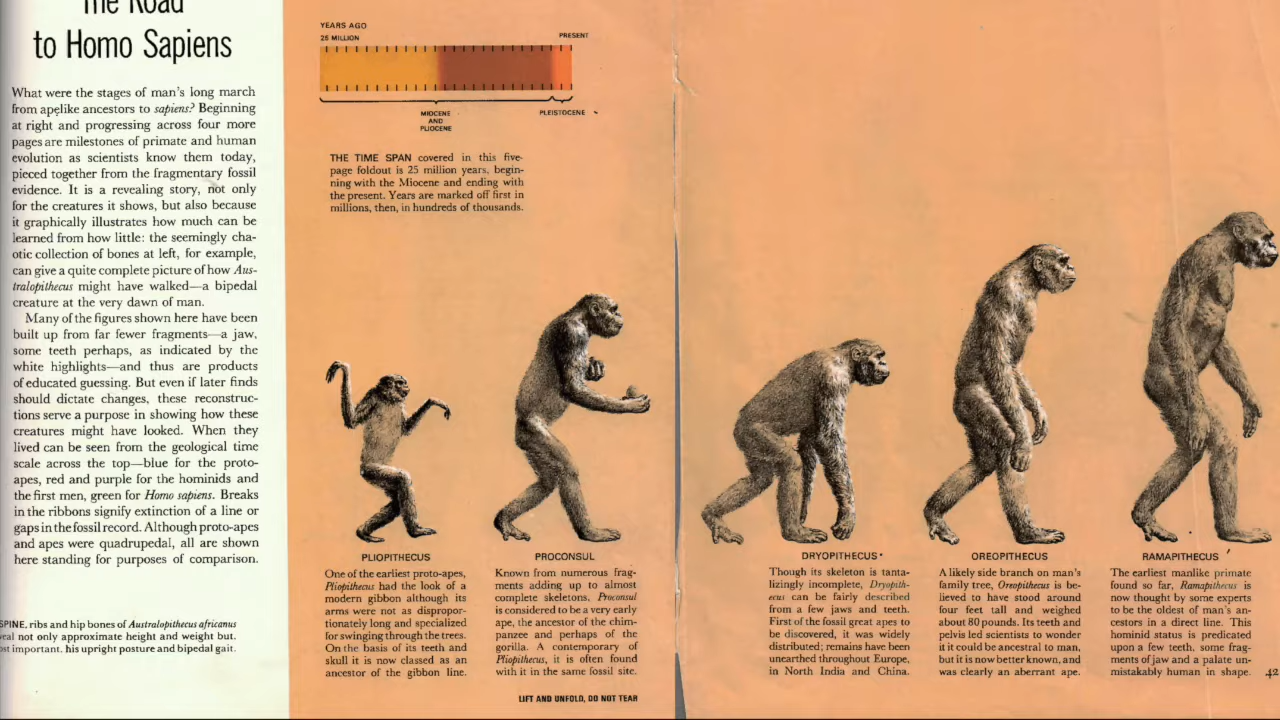 The Road
to Homo Sapiens
What were the stages of man's long march
from apelike ancestors to sapiens? Beginning
at right and progressing across four more
pages are milestones of primate and human
evolution as scientists know them today,
pieced together from the fragmentary fossil
evidence. It is a revealing story, not only
for the creatures it shows, but also because
it graphically illustrates how much can be
learned from how little: the seemingly cha-
otic collection of bones at left, for example,
can give a quite complete picture of how Aus-
tralopithecus might have walked—a bipedal
creature at the very dawn of man.
Many of the figures shown here have been
built up from far fewer fragments—a jaw,
some teeth perhaps, as indicated by the
white highlights—and thus are products
of educated guessing. But even if later finds
should dictate changes, these reconstruc-
tions serve a purpose in showing how these
creatures might have looked. When they
lived can be seen from the geological time
scale across the top—blue for the proto-
apes, red and purple for the hominids and
the first men, green for Homo sapiens. Breaks
in the ribbons signify extinction of a line or
gaps in the fossil record. Although proto-apes
and apes were quadrupedal, all are shown
here standing for purposes of comparison.
SPINE, ribs and hip bones of Australopithecus africanus
not only approximate height and weight but,
important, his upright posture and bipedal gait.
YEARS AGO
25 MILLION
PRESENT
MIOCENE
AND
PLIOCENE
PLEISTOCENE
THE TIME SPAN covered in this five-
page foldout is 25 million years, begin-
ning with the Miocene and ending with
the present. Years are marked off first in
millions, then, in hundreds of thousands.
PLIOPITHECUS
One of the earliest proto-apes,
Pliopithecus had the look of a
modern gibbon although its
arms were not as dispropor-
tionately long and specialized
for swinging through the trees.
On the basis of its teeth and
skull it is now classed as an
ancestor of the gibbon line.
PROCONSUL
Known from numerous frag-
ments adding up to almost
complete skeletons, Proconsul
is considered to be a very early
ape, the ancestor of the chim-
panzee and perhaps of the
gorilla. A contemporary of
Pliopithecus, it is often found
with it in the same fossil site.
LIFT AND UNFOLD, DO NOT TEAR
DRYOPITHECUS
Though its skeleton is tanta-
lizingly incomplete, Dryopith-
ecus can be fairly described
from a few jaws and teeth.
First of the fossil great apes to
be discovered, it was widely
distributed; remains have been
unearthed throughout Europe,
in North India and China.
OREOPITHECUS
A likely side branch on man's
family tree, Oreopithecus is be-
lieved to have stood around
four feet tall and weighed
about 80 pounds. Its teeth and
pelvis led scientists to wonder
if it could be ancestral to man,
but it is now better known, and
was clearly an aberrant ape.
RAMAPITHECUS
The earliest manlike primate
found so far, Ramapithecus is
now thought by some experts
to be the oldest of man's an-
cestors in a direct line. This
hominid status is predicated
upon a few teeth, some frag-
ments of jaw and a palate un-
mistakably human in shape.
42